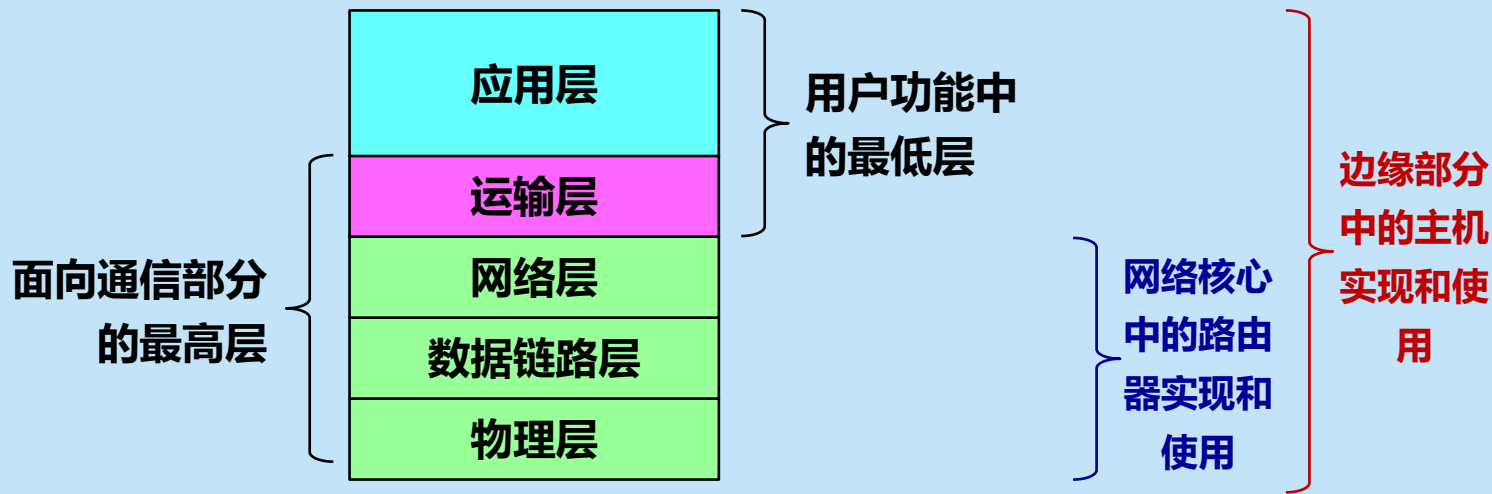 应用层
运输层
网络层
数据链路层
物理层
面向通信部分
的最高层
用户功能中
的最低层
网络核心
中的路由
器实现和
使用
边缘部分
中的主机
实现和使
用